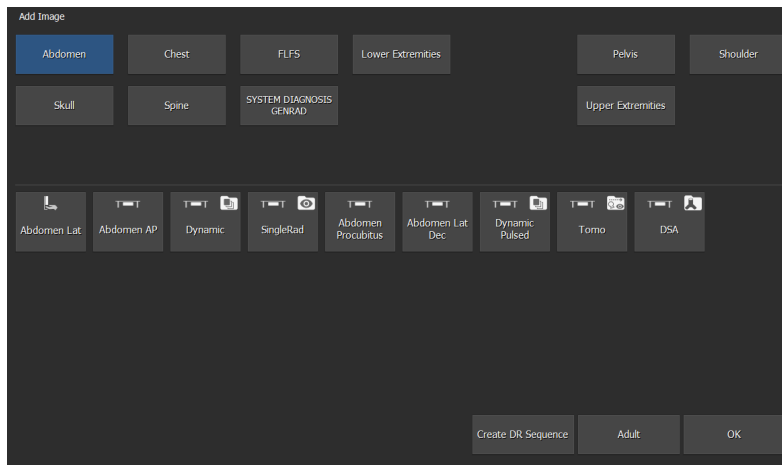 Add Image
Abdomen
Chest
FLFS
Lower Extremities
Pelvis
Shoulder
Skull
Spine
SYSTEM DIAGNOSIS
GENRAD
Upper Extremities
Abdomen Lat
Abdomen AP
Dynamic
SingleRad
Abdomen
Procubitus
Abdomen Lat
Dec
Dynamic
Pulsed
Tomo
DSA
Create DR Sequence
Adult
OK